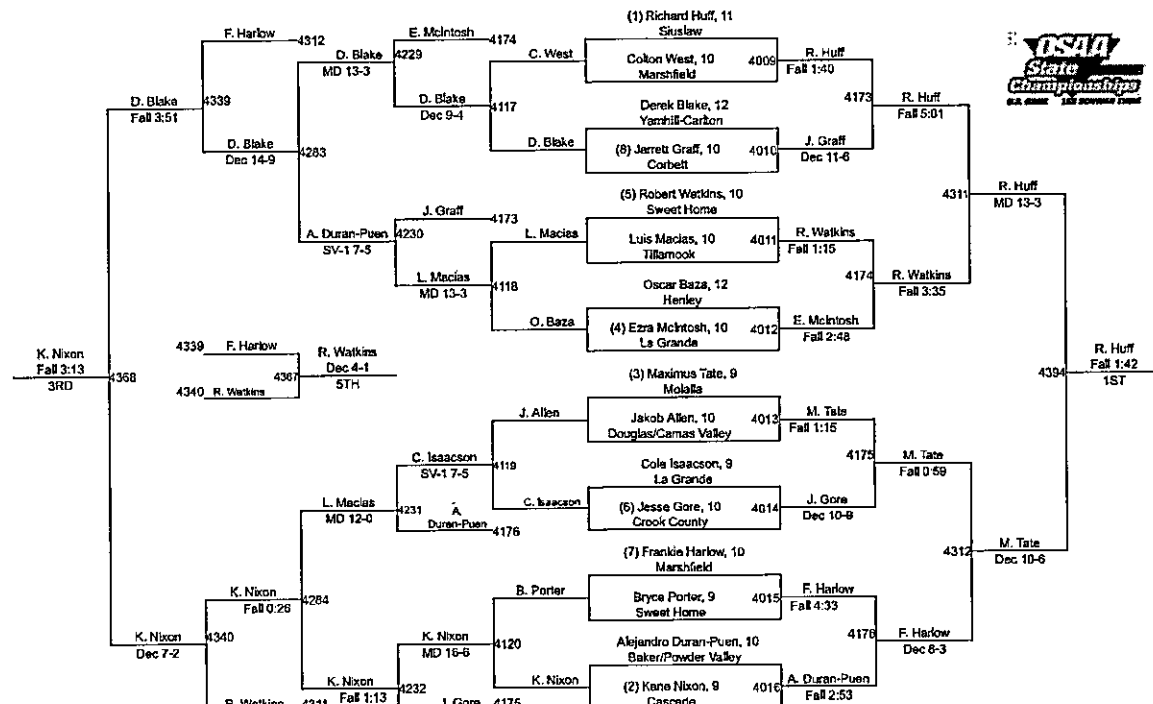 (1) Richard Huff, 11
Siuslaw
Colton West, 10
Marshfield
4009
Derek Blake, 12
Yamhill-Carlton
(8) Jarrett Graff, 10
Corbett
4010
(5) Robert Watkins, 10
Sweet Home
Luis Macias, 10
Tillamook
4011
Oscar Baza, 12
Henley
(4) Ezra McIntosh, 10
La Grande
4012
(3) Maximus Tate, 9
Molalla
Jakob Allen, 10
Douglas/Camas Valley
4013
Cole Isaacson, 9
La Grande
(6) Jesse Gore, 10
Crook County
4014
(7) Frankie Harlow, 10
Marshfield
Bryce Porter, 9
Sweet Home
4015
Alejandro Duran-Puen, 10
Baker/Powder Valley
(2) Kane Nixon, 9
Cascade
4016
R. Huff
Fall 1:40
4173
J. Graff
Dec 11-6
R. Watkins
Fall 1:15
4174
E. McIntosh
Fall 2:48
M. Tate
Fall 1:15
4175
J. Gore
Dec 10-8
F. Harlow
Fall 4:33
4176
A. Duran-Puen
Fall 2:53
R. Huff
Fall 5:01
4311
R. Watkins
Fall 3:35
M. Tate
Fall 0:59
4312
F. Harlow
Dec 8-3
R. Huff
MD 13-3
4394
M. Tate
Dec 10-6
R. Huff
Fall 1:42
1ST
OSAA
State
Championships
C. West
4117
D. Blake
L. Macias
4118
O. Baza
J. Allen
4119
C. Isaacson
B. Porter
4120
K. Nixon
E. McIntosh
4174
4229
D. Blake
Dec 9-4
J. Graff
4173
4230
L. Macias
MD 13-3
C. Isaacson
SV-1 7-5
4231
A.
Duran-Puen
4176
K. Nixon
MD 16-6
4232
J. Gore
4175
D. Blake
MD 13-3
4283
A. Duran-Puen
SV-1 7-5
L. Macias
MD 12-0
4284
K. Nixon
Fall 1:13
F. Harlow
4312
4339
D. Blake
Dec 14-9
K. Nixon
Fall 0:26
4340
R. Watkins
4311
D. Blake
Fall 3:51
4368
K. Nixon
Dec 7-2
K. Nixon
Fall 3:13
3RD
4339
F. Harlow
4367
4340
R. Watkins
R. Watkins
Dec 4-1
5TH